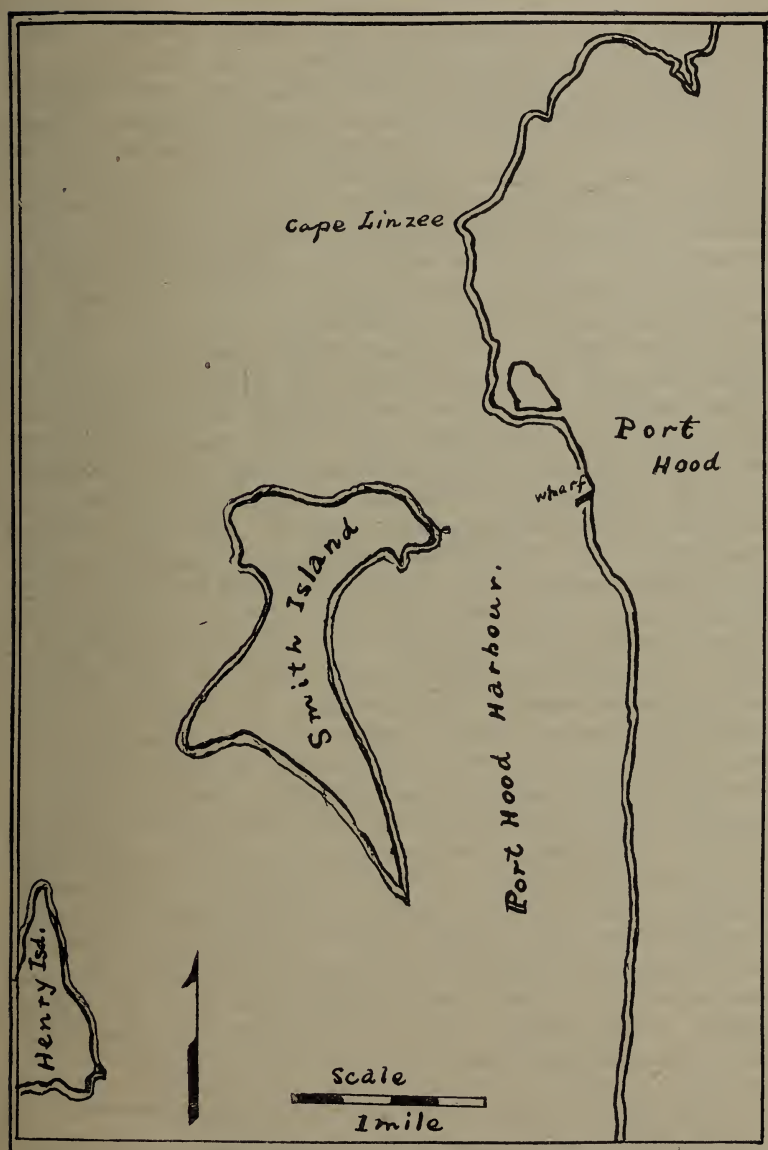 Cape Linzee
Port
Hood
wharf
Smith Island
Port Hood Harbour.
Henry Isd.
Scale
1 mile